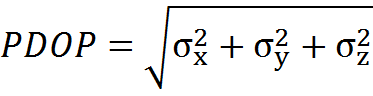 PDOP = √(σ_x^2 + σ_y^2 + σ_z^2)